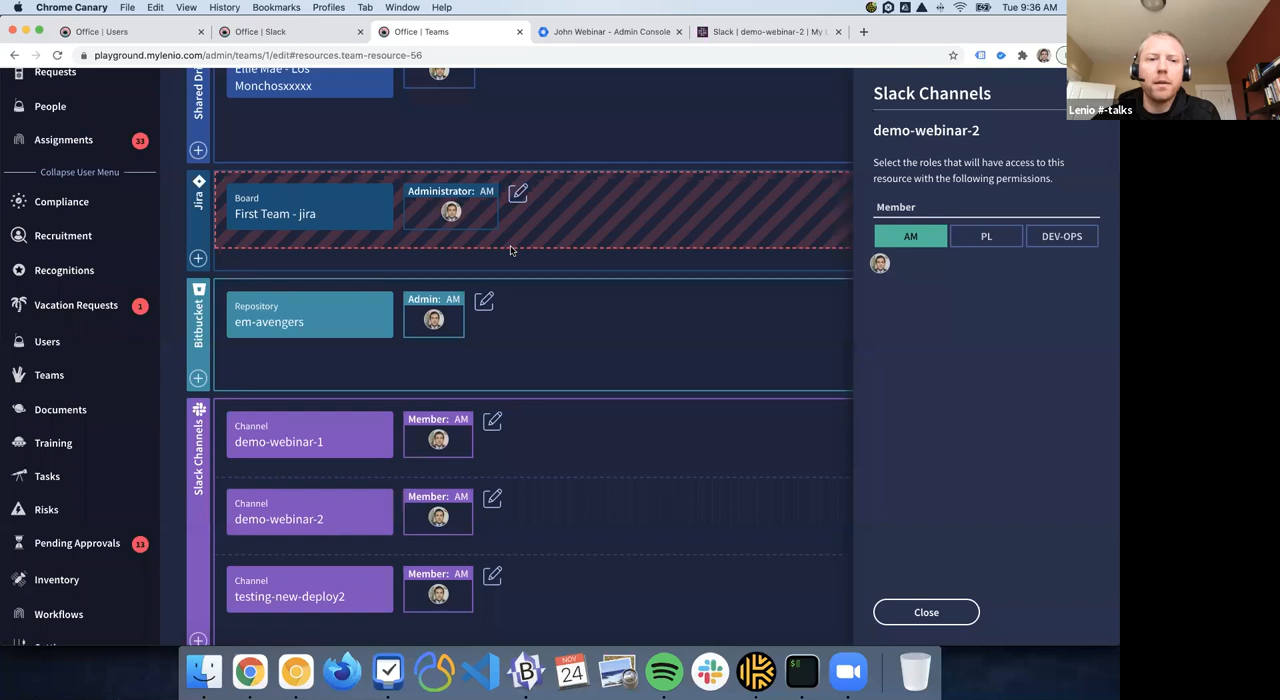 Chrome Canary File Edit View History Bookmarks Profiles Tab Window Help Tue 9:36 AM
Office | Users
Office | Slack
Office | Teams
John Webinar - Admin Console
Slack | demo-webinar-2 | My L
playground.mylenio.com/admin/teams/1/edit#resources.team-resource-56
Lenio #-talks
Requests
People
Assignments 33
Collapse User Menu
Compliance
Recruitment
Recognitions
Vacation Requests 1
Users
Teams
Documents
Training
Tasks
Risks
Pending Approvals 13
Inventory
Workflows
Shared Dr
Ellie Mae - Los
Monchosxxxxx
Jira
Board
First Team - jira
Administrator: AM
Bitbucket
Repository
em-avengers
Admin: AM
Slack Channels
Channel
demo-webinar-1
Member: AM
Channel
demo-webinar-2
Member: AM
Channel
testing-new-deploy2
Member: AM
Slack Channels
demo-webinar-2
Select the roles that will have access to this
resource with the following permissions.
Member
AM PL DEV-OPS
Close
NOV
24